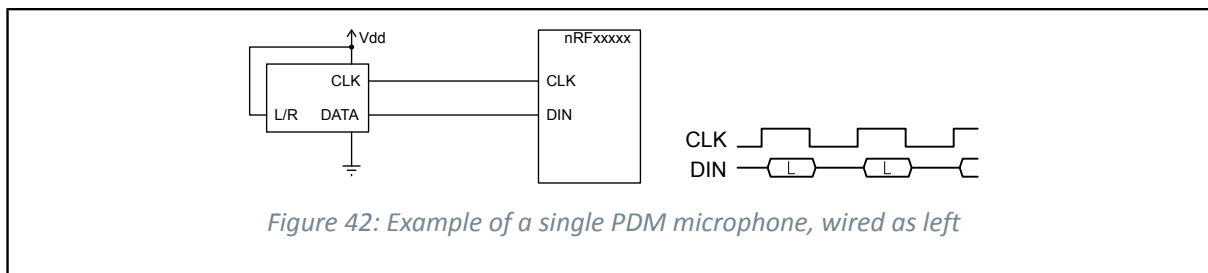 Vdd
nRFxxxxx
CLK
CLK
L/R
DATA
DIN
CLK
DIN
L
L
Figure 42: Example of a single PDM microphone, wired as left